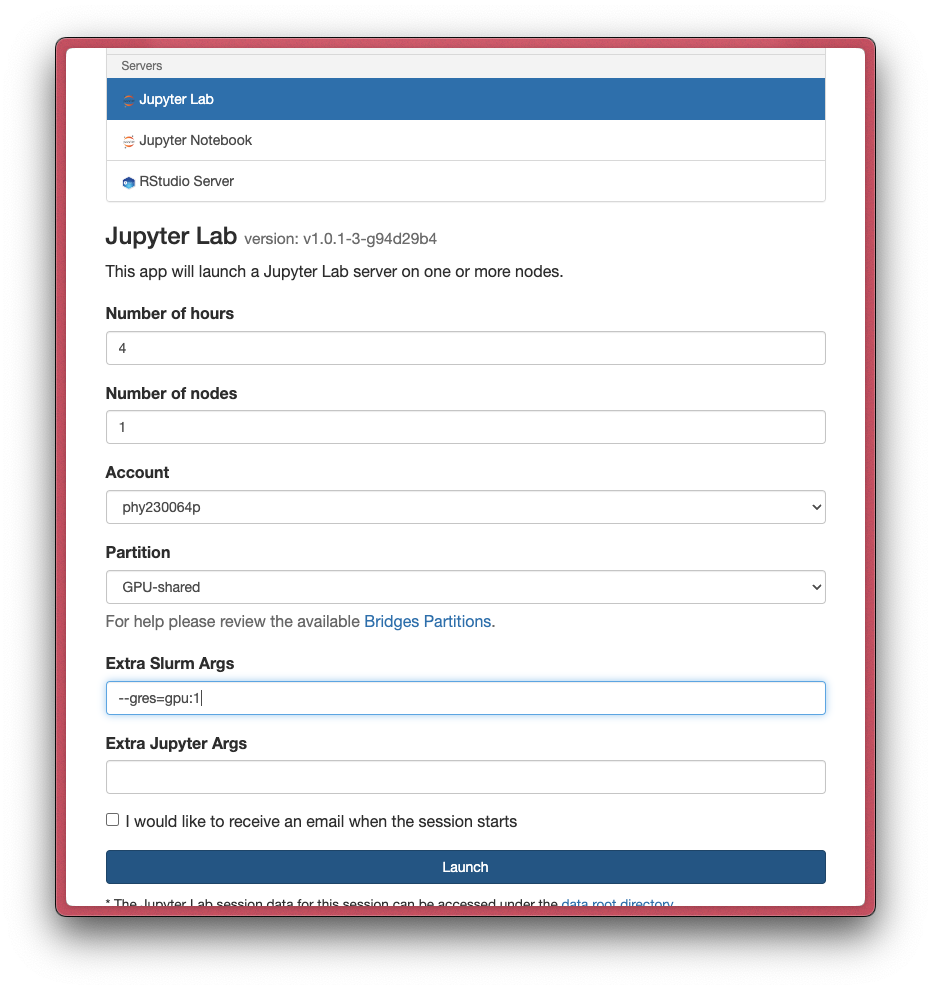 Servers
Jupyter Lab
Jupyter Notebook
RStudio Server
Jupyter Lab version: v1.0.1-3-g94d29b4
This app will launch a Jupyter Lab server on one or more nodes.
Number of hours
4
Number of nodes
1
Account
phy230064p
Partition
GPU-shared
For help please review the available Bridges Partitions.
Extra Slurm Args
--gres=gpu:1
Extra Jupyter Args
I would like to receive an email when the session starts
Launch
* The Jupyter Lab session data for this session can be accessed under the data root directory